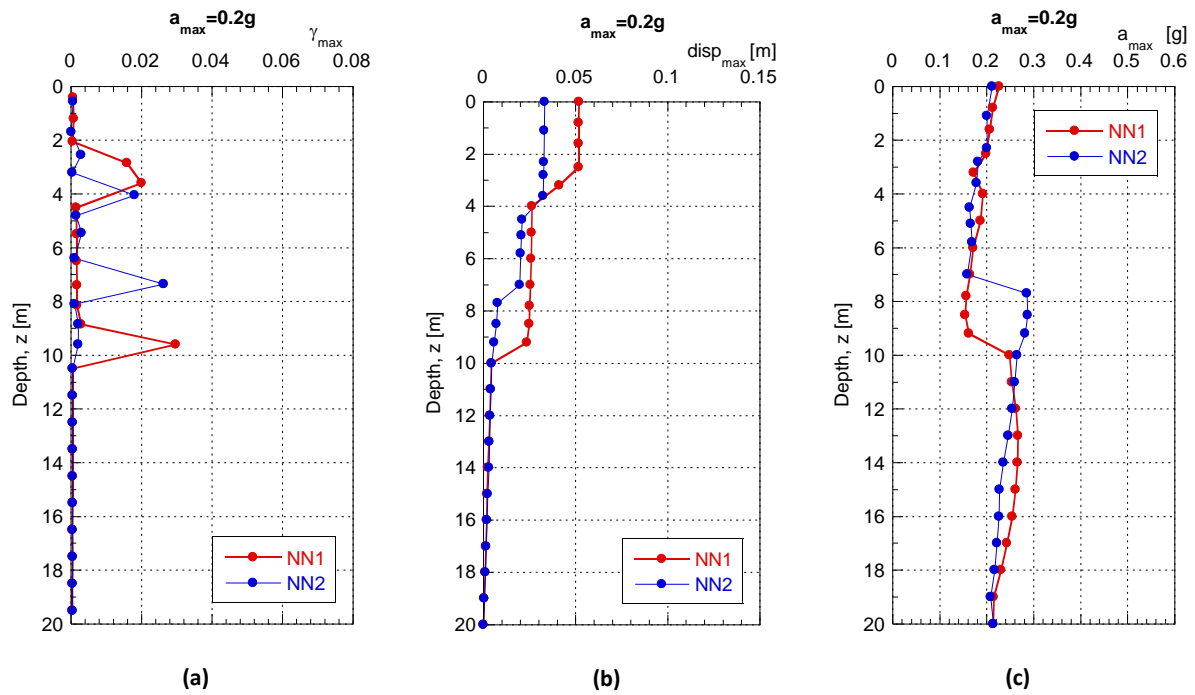 a_max=0.2g
γ_max
0 0.02 0.04 0.06 0.08
0
2
4
6
8
10
12
14
16
18
20
Depth, z [m]
NN1
NN2
(a)
a_max=0.2g
disp_max [m]
0 0.05 0.1 0.15
0
2
4
6
8
10
12
14
16
18
20
Depth, z [m]
NN1
NN2
(b)
a_max=0.2g
a_max [g]
0 0.1 0.2 0.3 0.4 0.5 0.6
0
2
4
6
8
10
12
14
16
18
20
Depth, z [m]
NN1
NN2
(c)